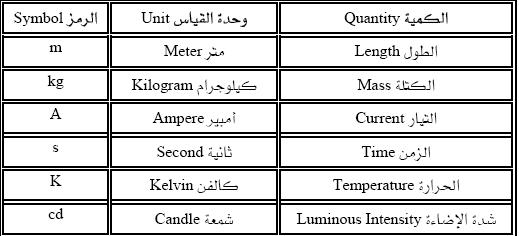 الكمية Quantity وحدة القياس Unit الرمز Symbol
الطول Length متر Meter m
الكتلة Mass كيلوجرام Kilogram kg
التيار Current أمبير Ampere A
الزمن Time ثانية Second s
الحرارة Temperature كالفن Kelvin K
شدة الإضاءة Luminous Intensity شمعة Candle cd